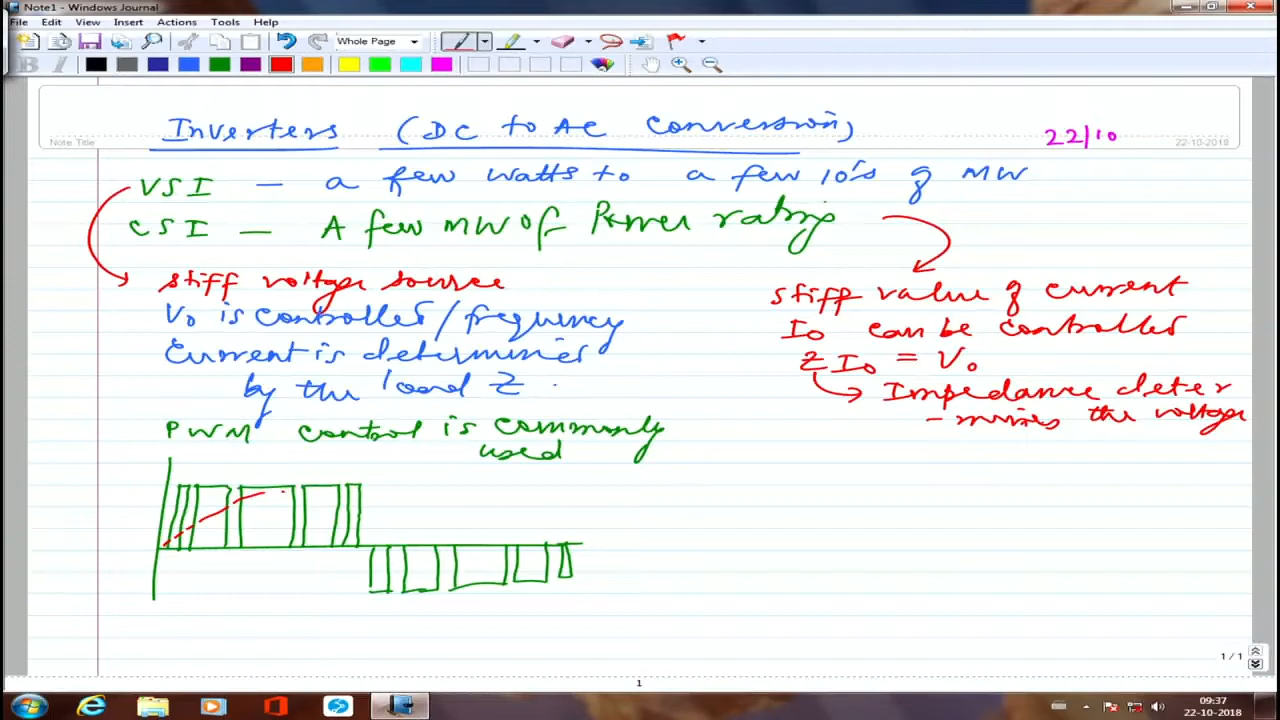 Note1 - Windows Journal
File Edit View Insert Actions Tools Help
Whole Page
B I
Inverters (DC to AC conversion)
22/10
Note Title
22-10-2018
VSI - a few watts to a few 10's of MW
CSI - A few MW of Power rating
stiff voltage source
Vo is controlled/frequency
Current is determined
by the load Z.
PWM control is commonly
used
stiff value of current
Io can be controlled
Z Io = Vo
Impedance deter
-mines the voltage
1 / 1
1
09:37
22-10-2018